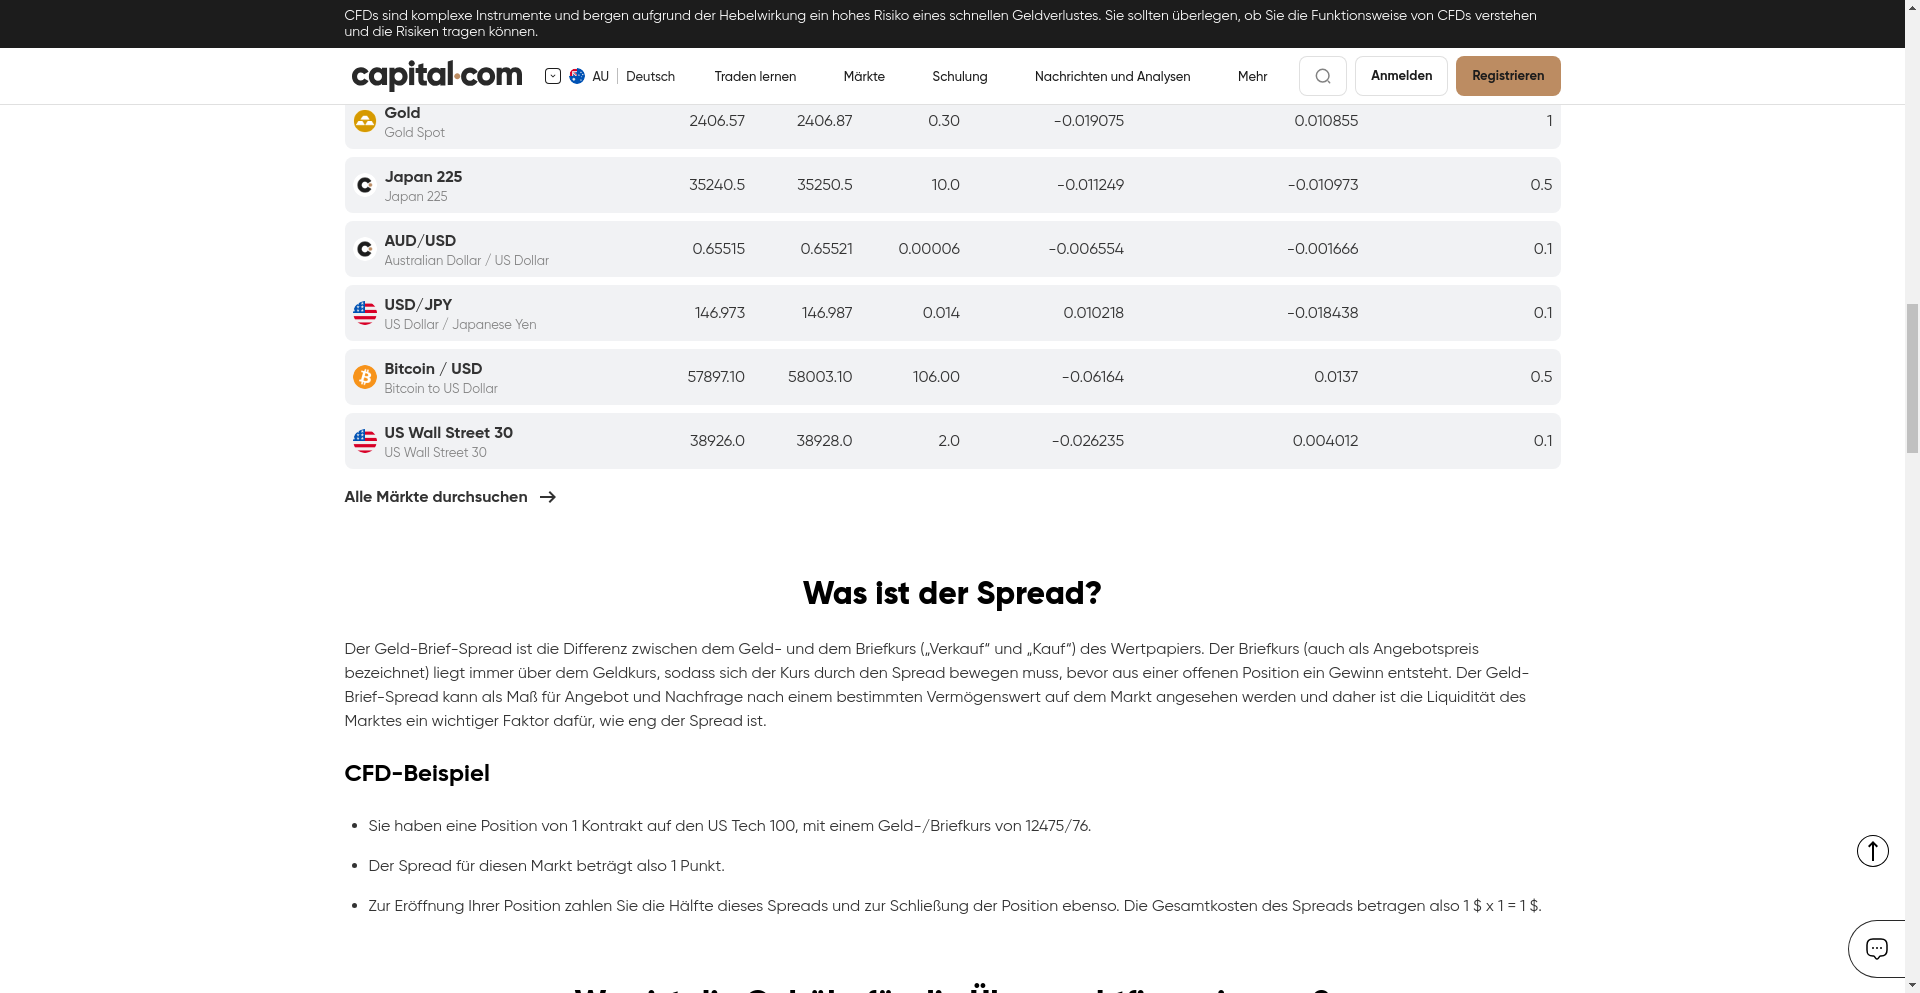 CFDs sind komplexe Instrumente und bergen aufgrund der Hebelwirkung ein hohes Risiko eines schnellen Geldverlustes. Sie sollten überlegen, ob Sie die Funktionsweise von CFDs verstehen
und die Risiken tragen können.
capital.com AU Deutsch Traden lernen Märkte Schulung Nachrichten und Analysen Mehr Anmelden Registrieren
Gold
Gold Spot
2406.57 2406.87 0.30 -0.019075 0.010855 1
Japan 225
Japan 225
35240.5 35250.5 10.0 -0.011249 -0.010973 0.5
AUD/USD
Australian Dollar / US Dollar
0.65515 0.65521 0.00006 -0.006554 -0.001666 0.1
USD/JPY
US Dollar / Japanese Yen
146.973 146.987 0.014 0.010218 -0.018438 0.1
Bitcoin / USD
Bitcoin to US Dollar
57897.10 58003.10 106.00 -0.06164 0.0137 0.5
US Wall Street 30
US Wall Street 30
38926.0 38928.0 2.0 -0.026235 0.004012 0.1
Alle Märkte durchsuchen
Was ist der Spread?
Der Geld-Brief-Spread ist die Differenz zwischen dem Geld- und dem Briefkurs („Verkauf“ und „Kauf“) des Wertpapiers. Der Briefkurs (auch als Angebotspreis
bezeichnet) liegt immer über dem Geldkurs, sodass sich der Kurs durch den Spread bewegen muss, bevor aus einer offenen Position ein Gewinn entsteht. Der Geld-
Brief-Spread kann als Maß für Angebot und Nachfrage nach einem bestimmten Vermögenswert auf dem Markt angesehen werden und daher ist die Liquidität des
Marktes ein wichtiger Faktor dafür, wie eng der Spread ist.
CFD-Beispiel
• Sie haben eine Position von 1 Kontrakt auf den US Tech 100, mit einem Geld-/Briefkurs von 12475/76.
• Der Spread für diesen Markt beträgt also 1 Punkt.
• Zur Eröffnung Ihrer Position zahlen Sie die Hälfte dieses Spreads und zur Schließung der Position ebenso. Die Gesamtkosten des Spreads betragen also 1 $ x 1 = 1 $.